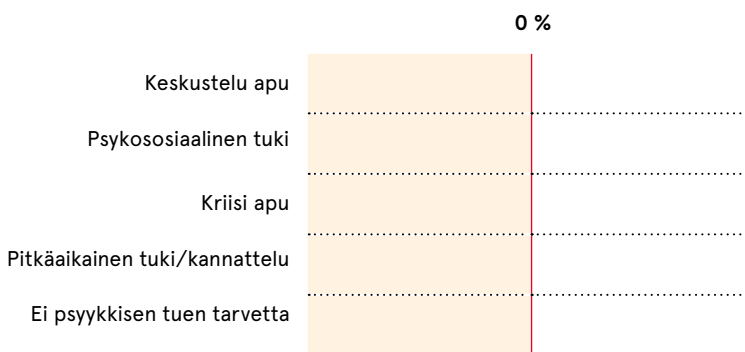 0 %
Keskustelu apu
Psykososiaalinen tuki
Kriisi apu
Pitkäaikainen tuki/kannattelu
Ei psyykkisen tuen tarvetta